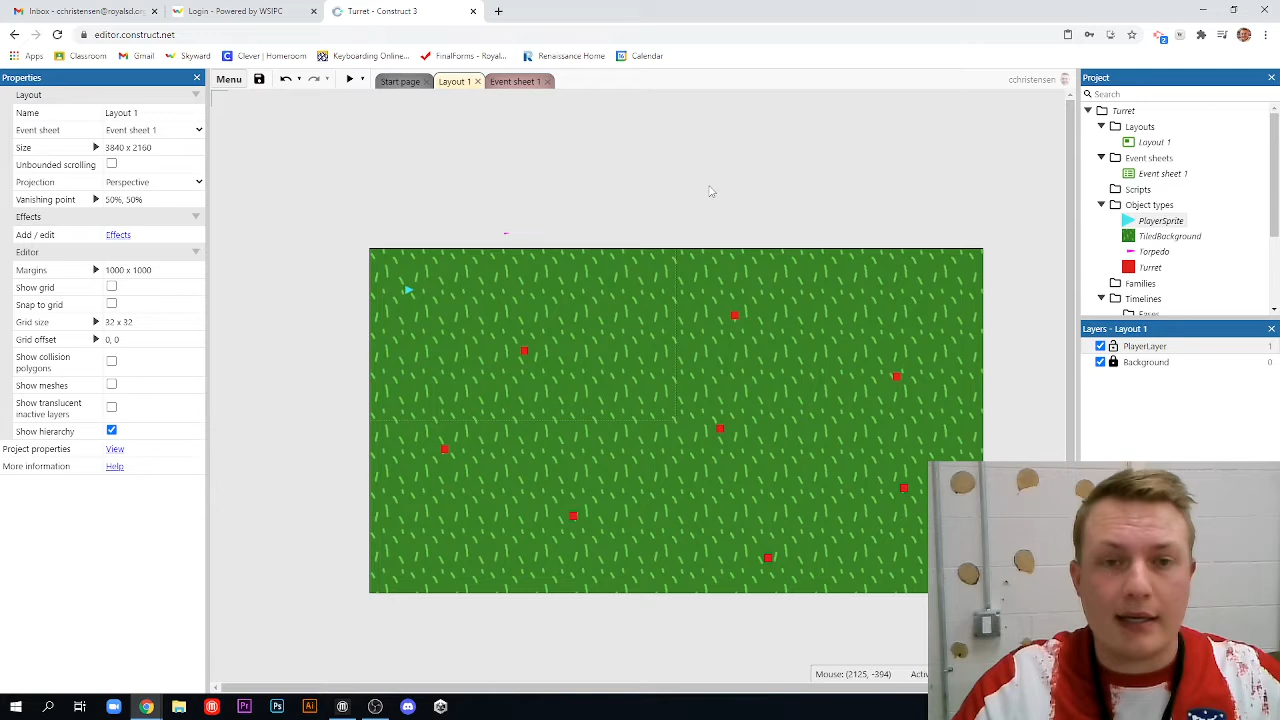 Inbox - cchristensen@royalsd.org
Login - Powered by WSIPC
Turret - Construct 3
editor.construct.net
Apps
Classroom
Gmail
Skyward
Clever | Homeroom
Keyboarding Online...
FinalForms - Royal...
Renaissance Home
Calendar
Properties
Menu
Start page
Layout 1
Event sheet 1
cchristensen
Project
Layout
Name
Layout 1
Event sheet
Event sheet 1
Size
3840 x 2160
Unbounded scrolling
Projection
Perspective
Vanishing point
50%, 50%
Effects
Add / edit
Effects
Editor
Margins
1000 x 1000
Show grid
Snap to grid
Grid size
32 x 32
Grid offset
0, 0
Show collision
polygons
Show meshes
Show translucent
inactive layers
Show hierarchy
Project properties
View
More information
Help
Search
Turret
Layouts
Layout 1
Event sheets
Event sheet 1
Scripts
Object types
PlayerSprite
TiledBackground
Torpedo
Turret
Families
Timelines
Eases
Layers - Layout 1
PlayerLayer
1
Background
0
Mouse: (2125, -394)